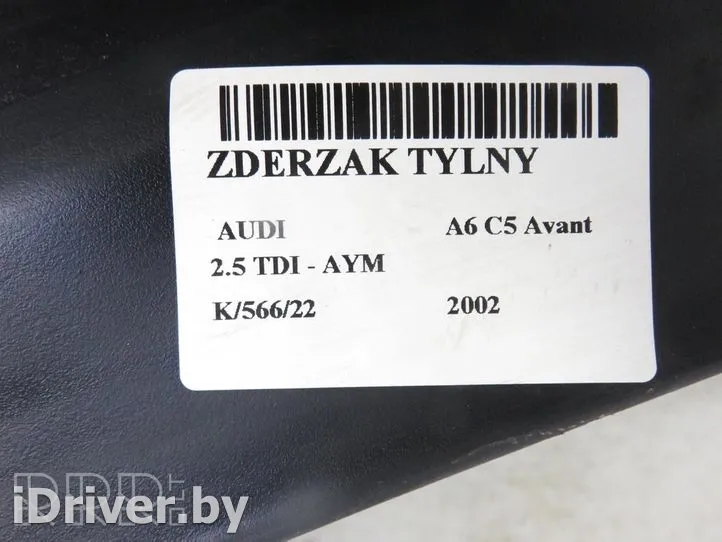 ZDERZAK TYLNY
AUDI A6 C5 Avant
2.5 TDI - AYM
K/566/22 2002
iDriver.by